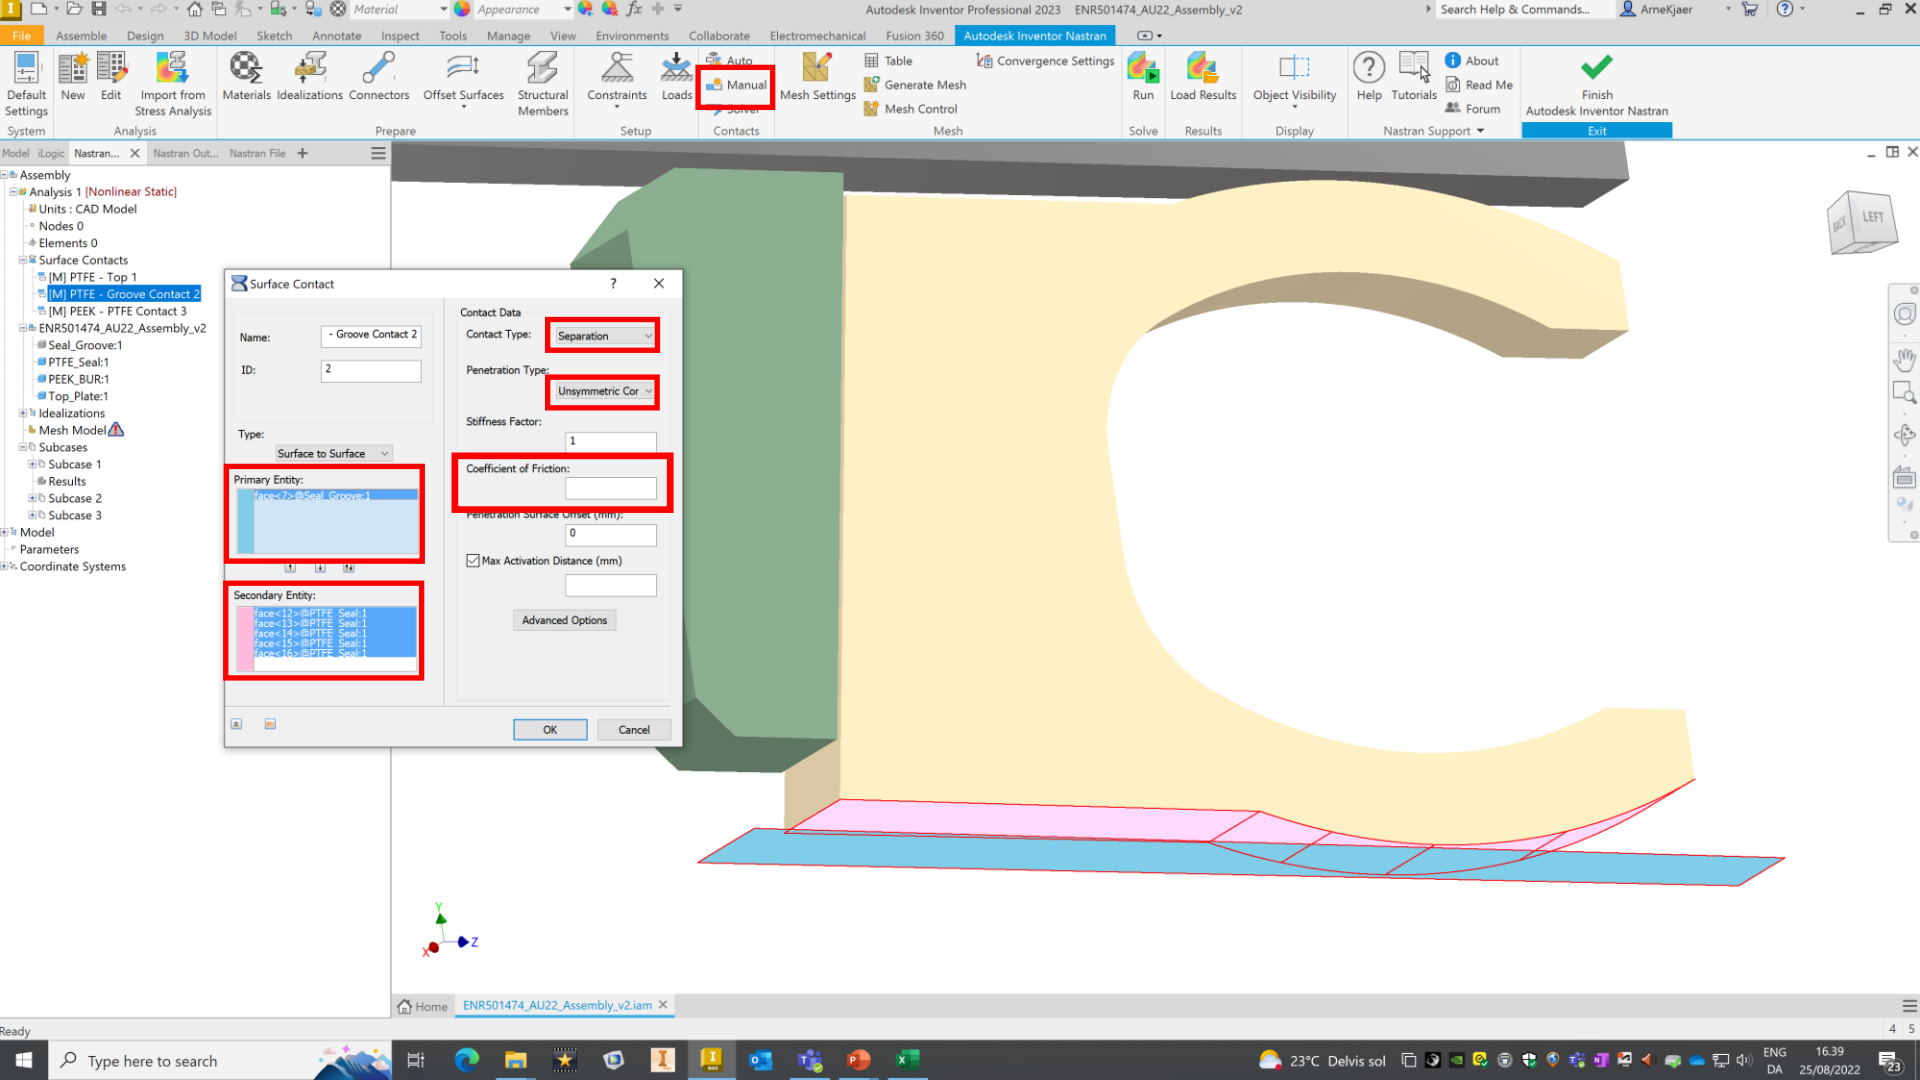 Material
Appearance
Autodesk Inventor Professional 2023 ENR501474_AU22_Assembly_v2
Search Help & Commands...
ArneKjaer
File Assemble Design 3D Model Sketch Annotate Inspect Tools Manage View Environments Collaborate Electromechanical Fusion 360 Autodesk Inventor Nastran
Default Settings
New
Edit
Import from Stress Analysis
Materials
Idealizations
Connectors
Offset Surfaces
Structural Members
Constraints
Loads
Auto
Manual
Solver
Mesh Settings
Table
Generate Mesh
Mesh Control
Convergence Settings
Run
Load Results
Object Visibility
Help
Tutorials
About
Read Me
Forum
Finish
Autodesk Inventor Nastran
System Analysis Prepare Setup Contacts Mesh Solve Results Display Nastran Support Exit
Model iLogic Nastran... Nastran Out... Nastran File
Assembly
Analysis 1 [Nonlinear Static]
Units : CAD Model
Nodes 0
Elements 0
Surface Contacts
[M] PTFE - Top 1
[M] PTFE - Groove Contact 2
[M] PEEK - PTFE Contact 3
ENR501474_AU22_Assembly_v2
Seal_Groove:1
PTFE_Seal:1
PEEK_BUR:1
Top_Plate:1
Idealizations
Mesh Model
Subcases
Subcase 1
Results
Subcase 2
Subcase 3
Model
Parameters
Coordinate Systems
Surface Contact
?
Name:
- Groove Contact 2
ID:
2
Type:
Surface to Surface
Primary Entity:
face<7>@Seal_Groove:1
Secondary Entity:
face<12>@PTFE_Seal:1
face<13>@PTFE_Seal:1
face<14>@PTFE_Seal:1
face<15>@PTFE_Seal:1
face<16>@PTFE_Seal:1
Contact Data
Contact Type:
Separation
Penetration Type:
Unsymmetric Cor
Stiffness Factor:
1
Coefficient of Friction:
Penetration Surface Offset (mm):
0
Max Activation Distance (mm)
Advanced Options
OK
Cancel
BACK
LEFT
Y
X
Z
Home
ENR501474_AU22_Assembly_v2.iam
Ready
4 5
Type here to search
23°C Delvis sol
ENG
DA
16.39
25/08/2022
23